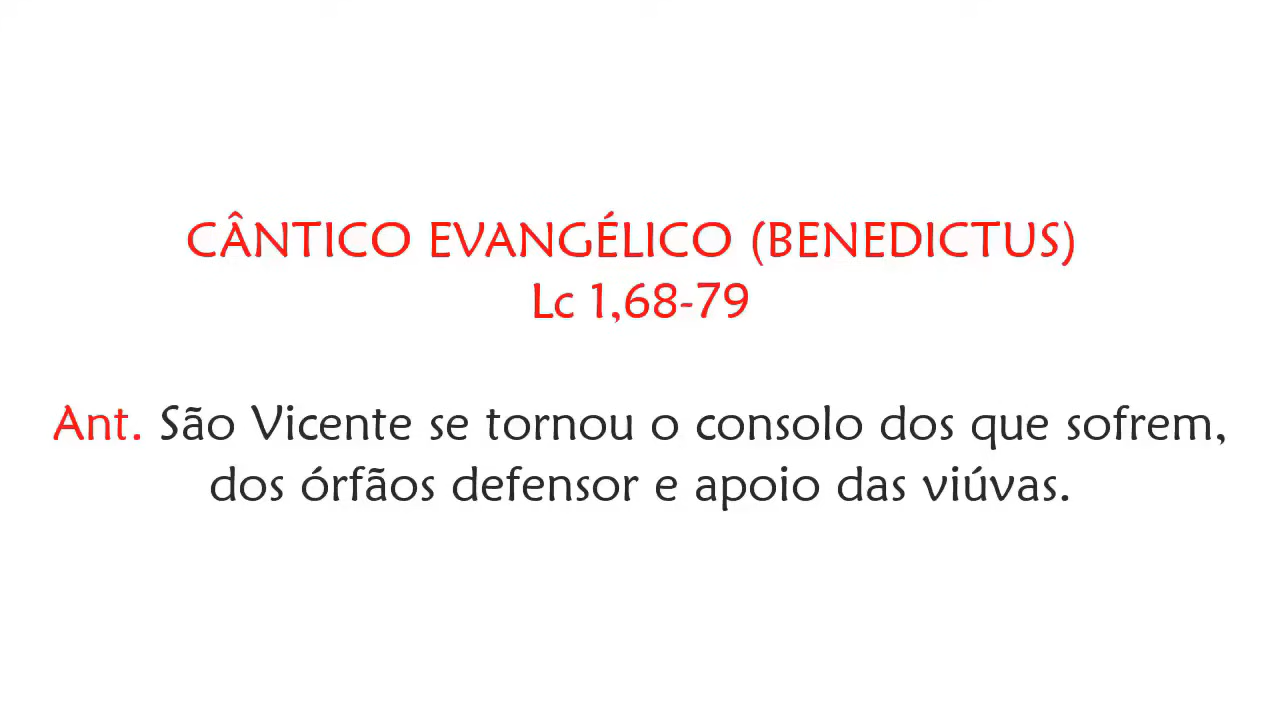 CÂNTICO EVANGÉLICO (BENEDICTUS)
Lc 1,68-79
Ant. São Vicente se tornou o consolo dos que sofrem,
dos órfãos defensor e apoio das viúvas.